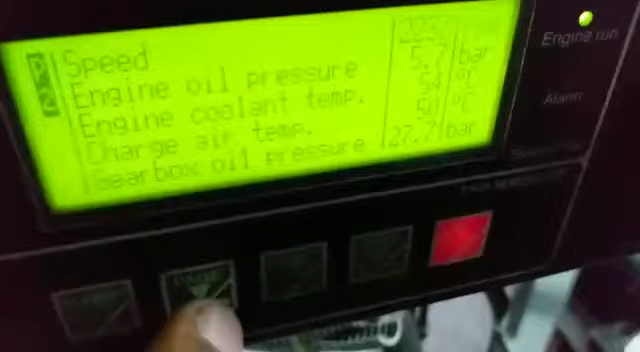 P2
Speed
Engine oil pressure 5.7 bar
Engine coolant temp. 54 °C
Charge air temp. 50 °C
Gearbox oil pressure 27.7 bar
Engine run
Alarm